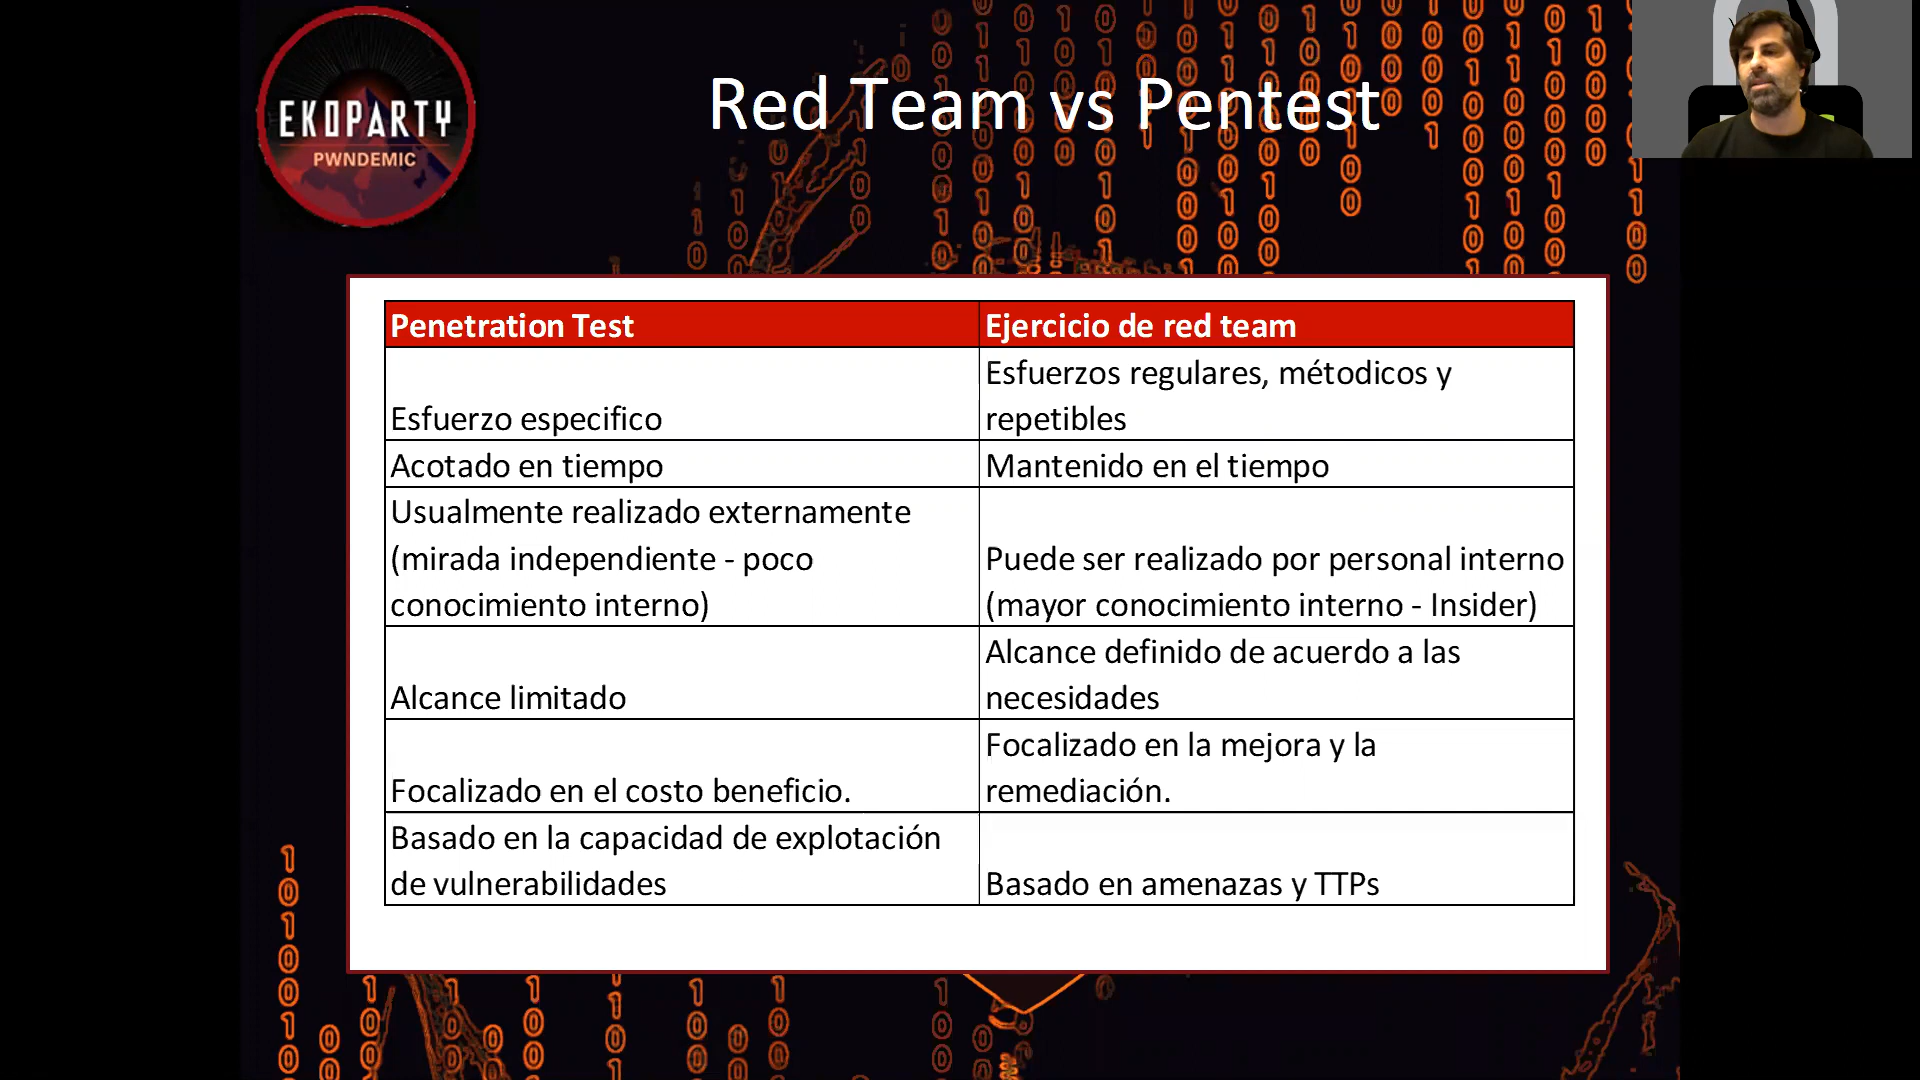 EKOPARTY
PWNDEMIC
Red Team vs Pentest
Penetration Test
Ejercicio de red team
Esfuerzo especifico
Esfuerzos regulares, métodicos y
repetibles
Acotado en tiempo
Mantenido en el tiempo
Usualmente realizado externamente
(mirada independiente - poco
conocimiento interno)
Puede ser realizado por personal interno
(mayor conocimiento interno - Insider)
Alcance limitado
Alcance definido de acuerdo a las
necesidades
Focalizado en el costo beneficio.
Focalizado en la mejora y la
remediación.
Basado en la capacidad de explotación
de vulnerabilidades
Basado en amenazas y TTPs